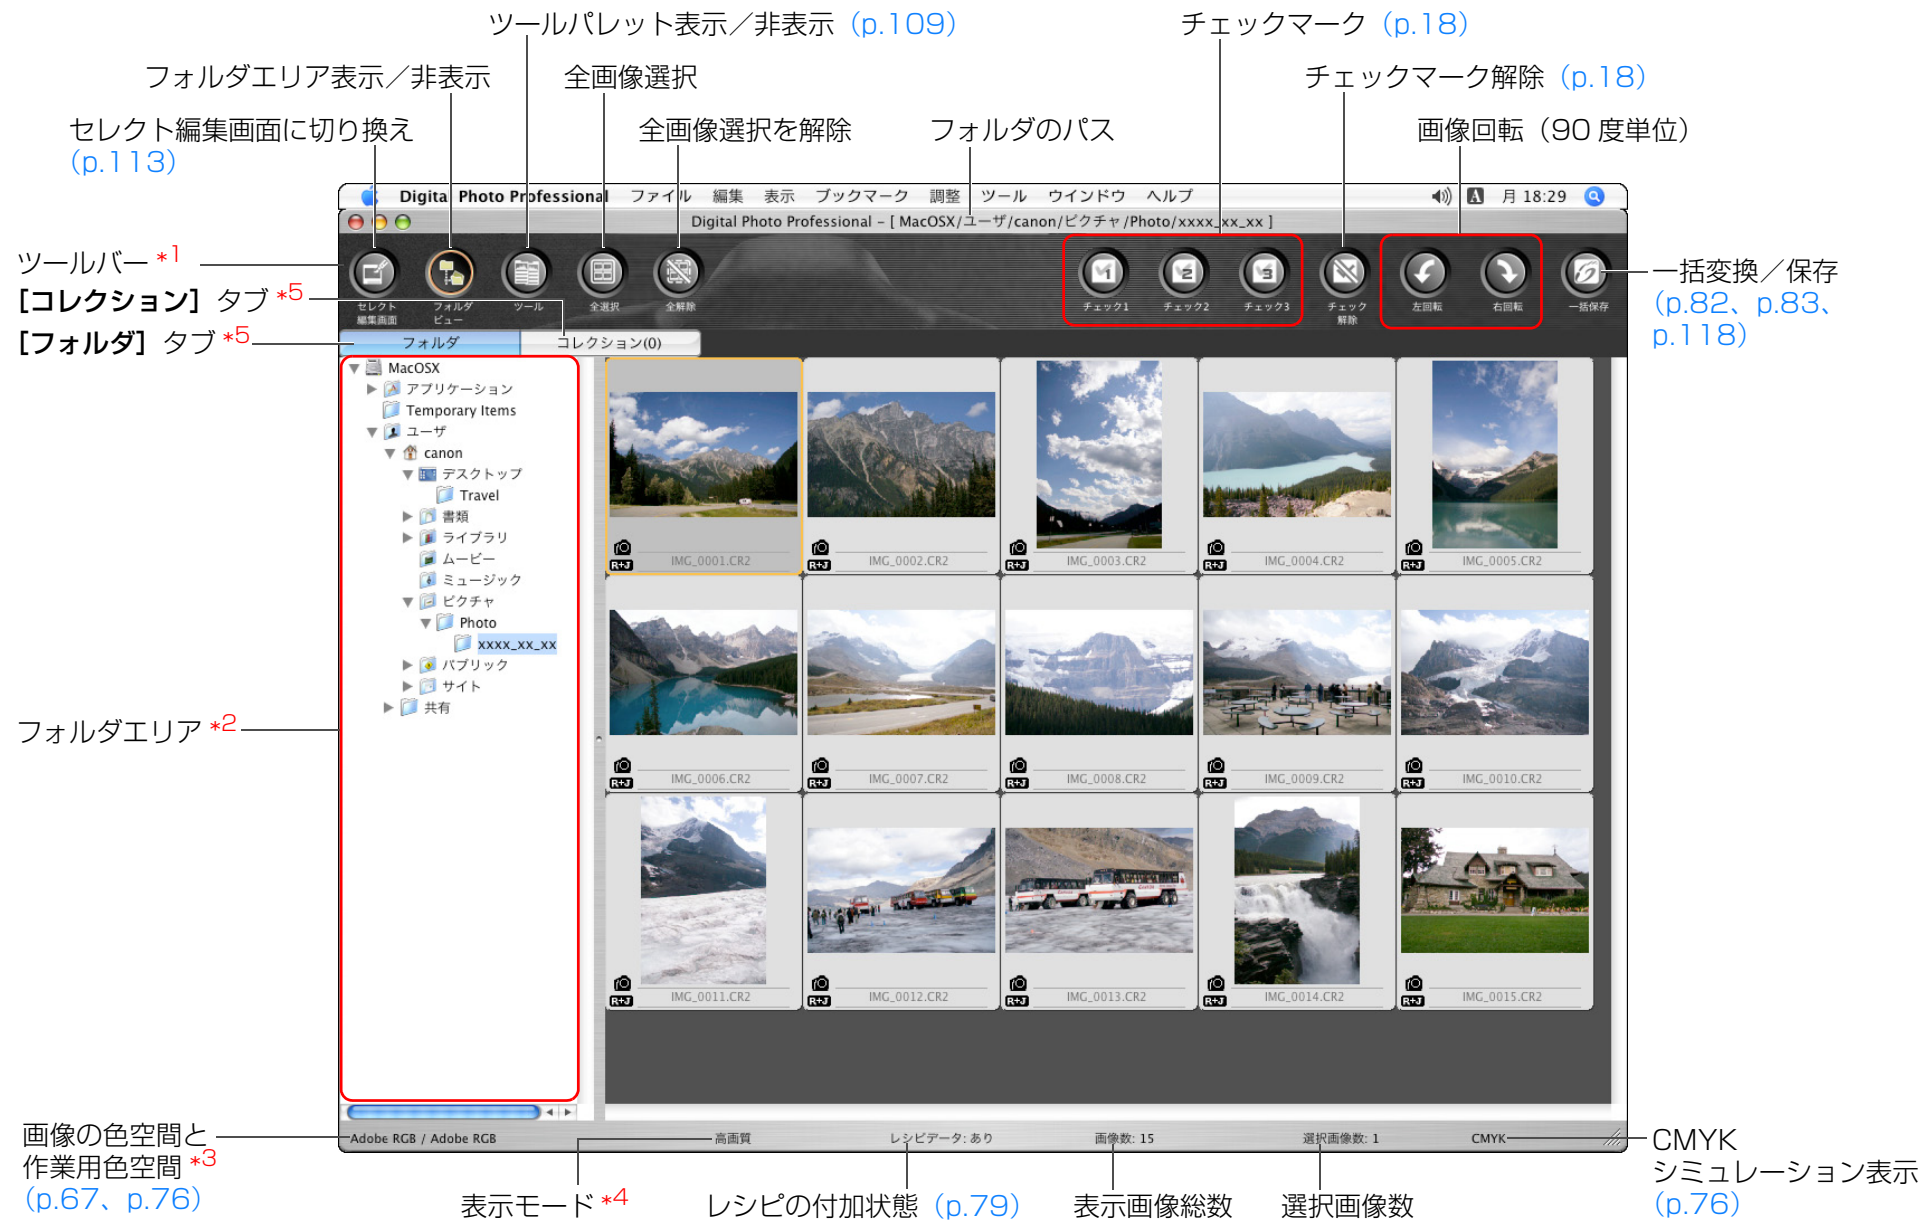 ツールパレット表示／非表示（p.109）
チェックマーク（p.18）
フォルダエリア表示／非表示
全画像選択
チェックマーク解除（p.18）
セレクト編集画面に切り換え
（p.113）
全画像選択を解除
フォルダのパス
画像回転（90 度単位）
Digital Photo Professional ファイル 編集 表示 ブックマーク 調整 ツール ウインドウ ヘルプ
A 月 18:29
Digital Photo Professional – [ MacOSX/ユーザ/canon/ピクチャ/Photo/xxxx_xx_xx ]
ツールバー *1
[コレクション] タブ *5
[フォルダ] タブ *5
セレクト
編集画面
フォルダ
ビュー
ツール
全選択
全解除
チェック1
チェック2
チェック3
チェック
解除
左回転
右回転
一括保存
一括変換／保存
（p.82、p.83、
p.118）
フォルダ
コレクション(0)
MacOSX
アプリケーション
Temporary Items
ユーザ
canon
デスクトップ
Travel
書類
ライブラリ
ムービー
ミュージック
ピクチャ
Photo
xxxx_xx_xx
パブリック
サイト
共有
フォルダエリア *2
R+J IMG_0001.CR2
R+J IMG_0002.CR2
R+J IMG_0003.CR2
R+J IMG_0004.CR2
R+J IMG_0005.CR2
R+J IMG_0006.CR2
R+J IMG_0007.CR2
R+J IMG_0008.CR2
R+J IMG_0009.CR2
R+J IMG_0010.CR2
R+J IMG_0011.CR2
R+J IMG_0012.CR2
R+J IMG_0013.CR2
R+J IMG_0014.CR2
R+J IMG_0015.CR2
Adobe RGB / Adobe RGB
高画質
レシピデータ: あり
画像数: 15
選択画像数: 1
CMYK
画像の色空間と
作業用色空間 *3
（p.67、p.76）
表示モード *4
レシピの付加状態（p.79）
表示画像総数
選択画像数
CMYK
シミュレーション表示
（p.76）